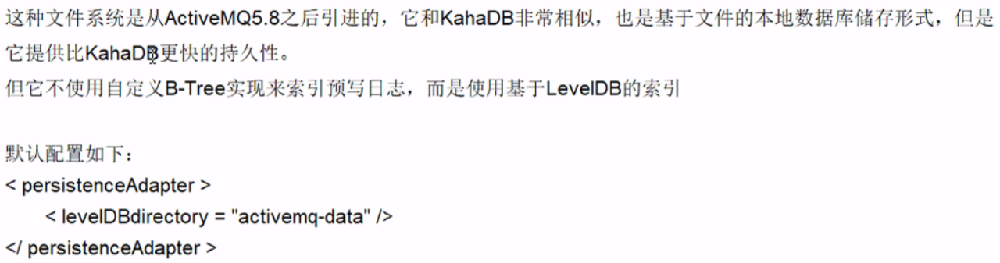 这种文件系统是从ActiveMQ5.8之后引进的，它和KahaDB非常相似，也是基于文件的本地数据库储存形式，但是
它提供比KahaDB更快的持久性。
但它不使用自定义B-Tree实现来索引预写日志，而是使用基于LevelDB的索引
默认配置如下：
< persistenceAdapter >
< levelDBdirectory = "activemq-data" />
</ persistenceAdapter >